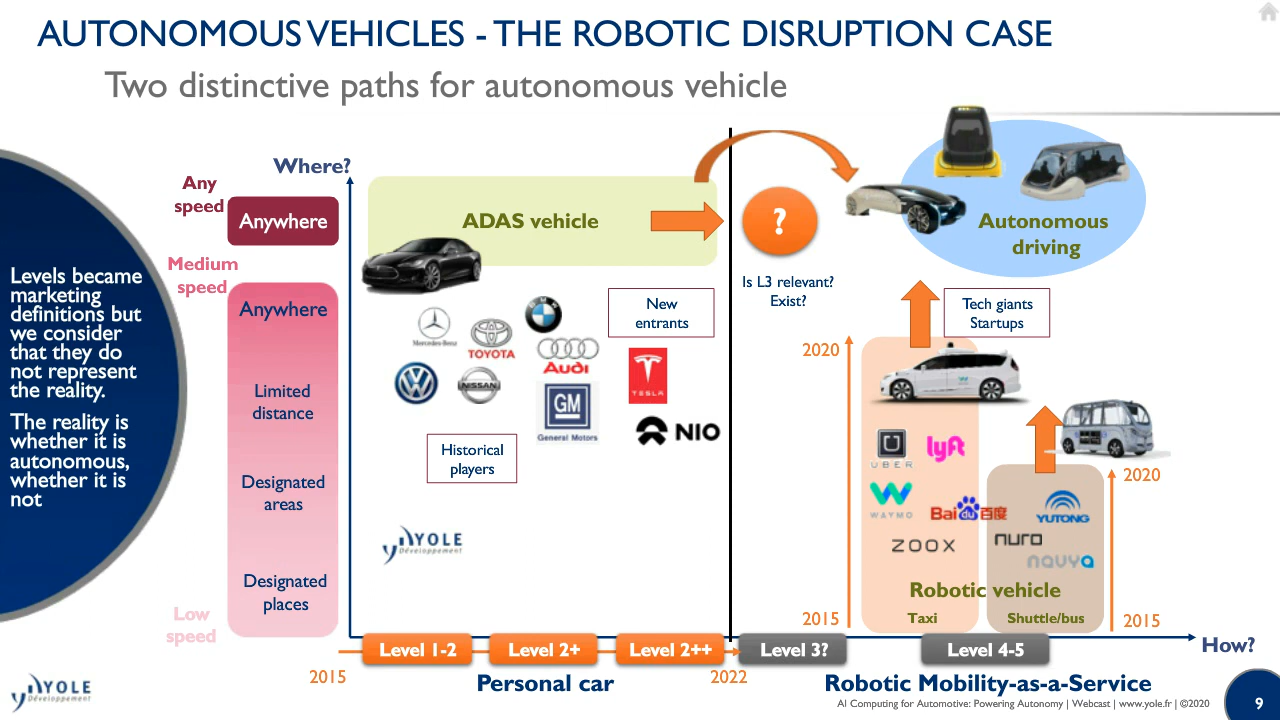 AUTONOMOUS VEHICLES - THE ROBOTIC DISRUPTION CASE
Two distinctive paths for autonomous vehicle
Levels became
marketing
definitions but
we consider
that they do
not represent
the reality.
The reality is
whether it is
autonomous,
whether it is
not
Where?
Any
speed
Anywhere
Medium
speed
Anywhere
Limited
distance
Designated
areas
Designated
places
Low
speed
ADAS vehicle
New
entrants
Mercedes-Benz
TOYOTA
BMW
Audi
NISSAN
GM
General Motors
TESLA
NIO
Historical
players
YOLE
Développement
?
Is L3 relevant?
Exist?
Autonomous
driving
Tech giants
Startups
2020
UBER
lyft
WAYMO
Bai du 百度
ZOOX
2020
YUTONG
nuro
navya
Robotic vehicle
Taxi
Shuttle/bus
2015
2015
How?
Level 1-2
Level 2+
Level 2++
Level 3?
Level 4-5
2015
Personal car
2022
Robotic Mobility-as-a-Service
YOLE
Développement
AI Computing for Automotive: Powering Autonomy | Webcast | www.yole.fr | ©2020
9